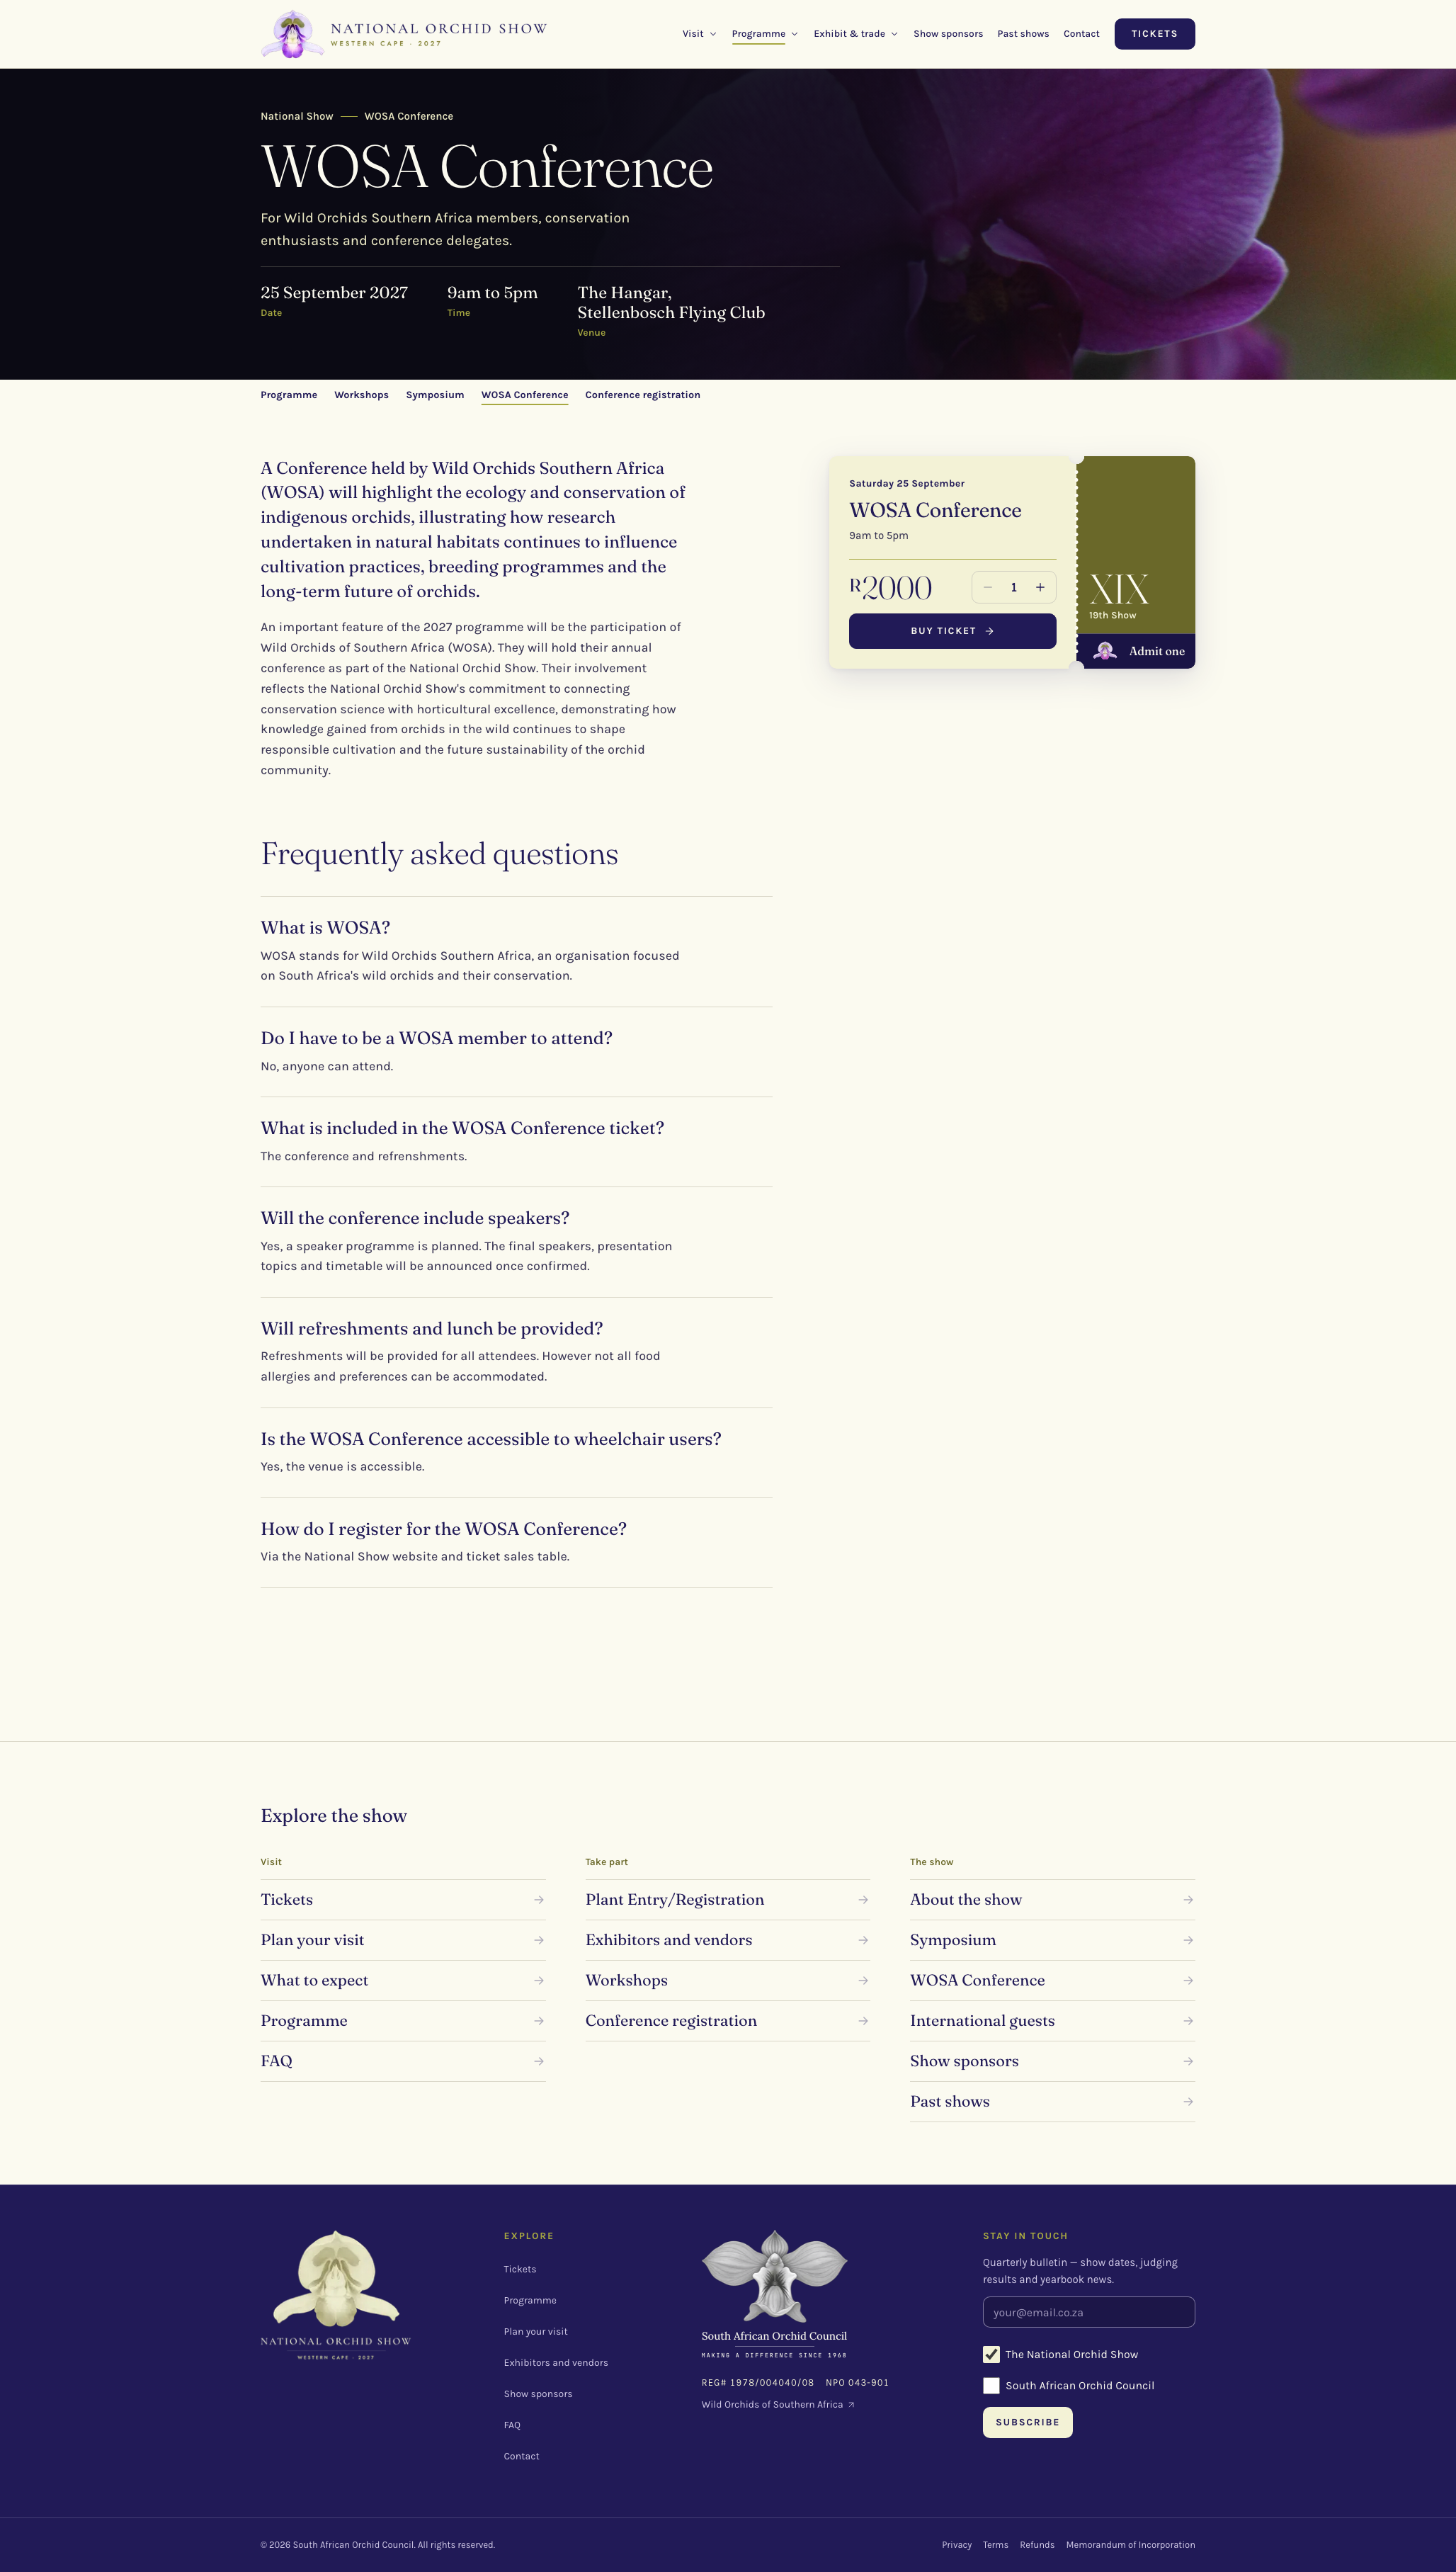 NATIONAL ORCHID SHOW
WESTERN CAPE · 2027
Visit
Programme
Exhibit & trade
Show sponsors
Past shows
Contact
TICKETS
National Show — WOSA Conference
WOSA Conference
For Wild Orchids Southern Africa members, conservation
enthusiasts and conference delegates.
25 September 2027
Date
9am to 5pm
Time
The Hangar,
Stellenbosch Flying Club
Venue
Programme
Workshops
Symposium
WOSA Conference
Conference registration
A Conference held by Wild Orchids Southern Africa
(WOSA) will highlight the ecology and conservation of
indigenous orchids, illustrating how research
undertaken in natural habitats continues to influence
cultivation practices, breeding programmes and the
long-term future of orchids.
An important feature of the 2027 programme will be the participation of
Wild Orchids of Southern Africa (WOSA). They will hold their annual
conference as part of the National Orchid Show. Their involvement
reflects the National Orchid Show's commitment to connecting
conservation science with horticultural excellence, demonstrating how
knowledge gained from orchids in the wild continues to shape
responsible cultivation and the future sustainability of the orchid
community.
Saturday 25 September
WOSA Conference
9am to 5pm
R2000
1
BUY TICKET
XIX
19th Show
Admit one
Frequently asked questions
What is WOSA?
WOSA stands for Wild Orchids Southern Africa, an organisation focused
on South Africa's wild orchids and their conservation.
Do I have to be a WOSA member to attend?
No, anyone can attend.
What is included in the WOSA Conference ticket?
The conference and refrenshments.
Will the conference include speakers?
Yes, a speaker programme is planned. The final speakers, presentation
topics and timetable will be announced once confirmed.
Will refreshments and lunch be provided?
Refreshments will be provided for all attendees. However not all food
allergies and preferences can be accommodated.
Is the WOSA Conference accessible to wheelchair users?
Yes, the venue is accessible.
How do I register for the WOSA Conference?
Via the National Show website and ticket sales table.
Explore the show
Visit
Tickets
Plan your visit
What to expect
Programme
FAQ
Take part
Plant Entry/Registration
Exhibitors and vendors
Workshops
Conference registration
The show
About the show
Symposium
WOSA Conference
International guests
Show sponsors
Past shows
NATIONAL ORCHID SHOW
WESTERN CAPE · 2027
EXPLORE
Tickets
Programme
Plan your visit
Exhibitors and vendors
Show sponsors
FAQ
Contact
South African Orchid Council
MAKING A DIFFERENCE SINCE 1968
REG# 1978/004040/08 NPO 043-901
Wild Orchids of Southern Africa
STAY IN TOUCH
Quarterly bulletin — show dates, judging
results and yearbook news.
your@email.co.za
The National Orchid Show
South African Orchid Council
SUBSCRIBE
© 2026 South African Orchid Council. All rights reserved.
Privacy
Terms
Refunds
Memorandum of Incorporation